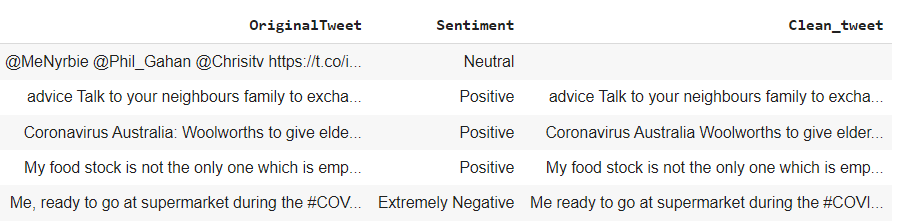 OriginalTweet Sentiment Clean_tweet
@MeNyrbie @Phil_Gahan @Chrisitv https://t.co/i... Neutral
advice Talk to your neighbours family to excha... Positive advice Talk to your neighbours family to excha...
Coronavirus Australia: Woolworths to give elde... Positive Coronavirus Australia Woolworths to give elder...
My food stock is not the only one which is emp... Positive My food stock is not the only one which is emp...
Me, ready to go at supermarket during the #COV... Extremely Negative Me ready to go at supermarket during the #COVI...